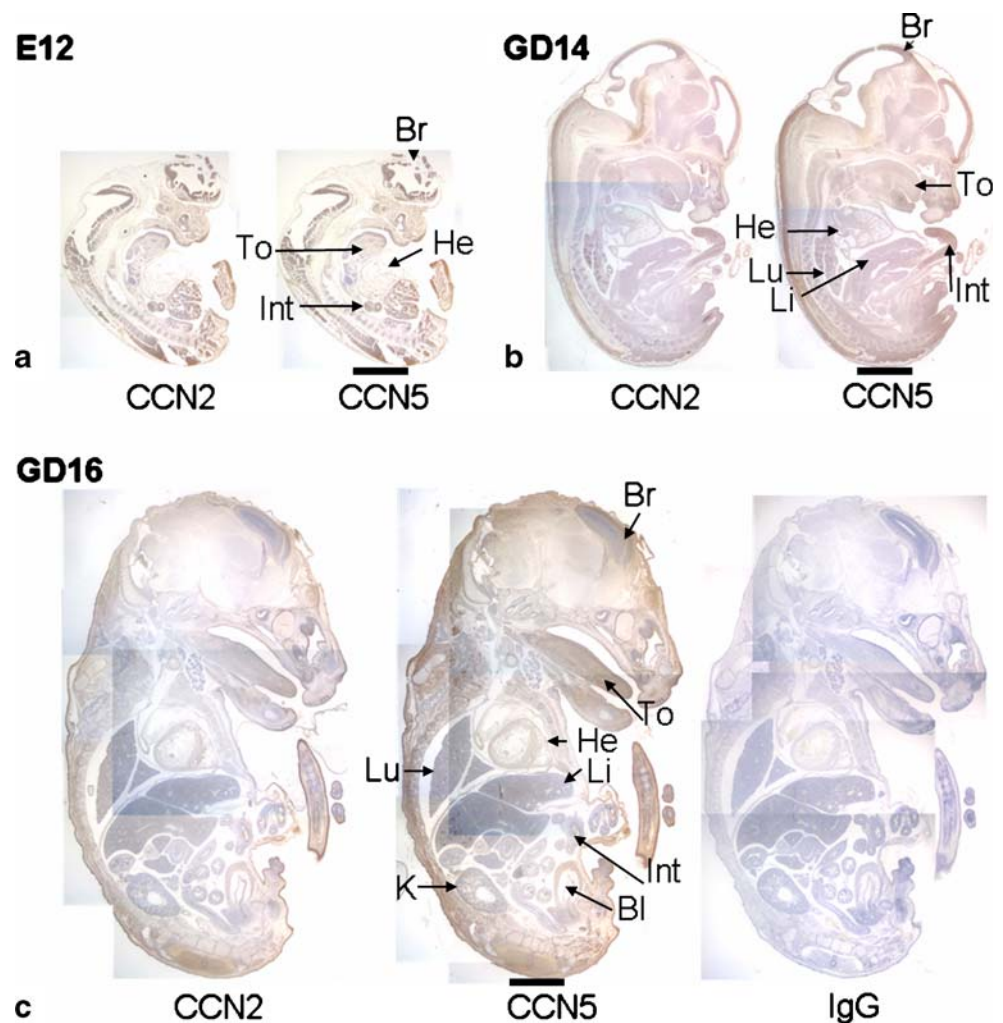 E12
Br
To
He
Int
a
CCN2
CCN5
GD14
Br
To
He
Lu
Li
Int
b
CCN2
CCN5
GD16
Br
To
He
Lu
Li
Int
K
Bl
c
CCN2
CCN5
IgG